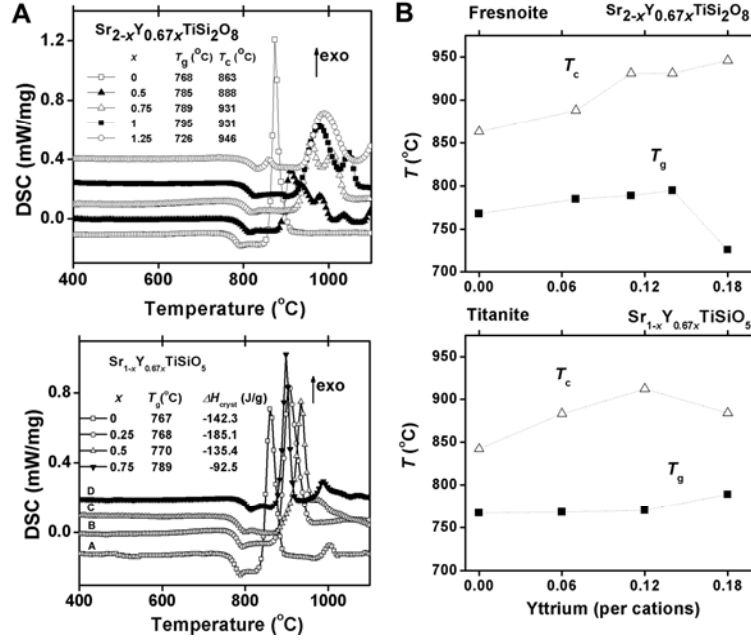 A
Sr2-xY0.67xTiSi2O8
x Tg (°C) Tc (°C)
0 768 863
0.5 785 888
0.75 789 931
1 795 931
1.25 726 946
exo
DSC (mW/mg)
1.2
0.8
0.4
0.0
400 600 800 1000
Temperature (°C)
Sr1-xY0.67xTiSiO5
x Tg(°C) ΔHcryst (J/g)
0 767 -142.3
0.25 768 -185.1
0.5 770 -135.4
0.75 789 -92.5
exo
D
C
B
A
DSC (mW/mg)
0.8
0.4
0.0
400 600 800 1000
Temperature (°C)
B
Fresnoite Sr2-xY0.67xTiSi2O8
Tc
Tg
T (°C)
950
900
850
800
750
700
0.00 0.06 0.12 0.18
Titanite Sr1-xY0.67xTiSiO5
Tc
Tg
T (°C)
950
900
850
800
750
700
0.00 0.06 0.12 0.18
Yttrium (per cations)